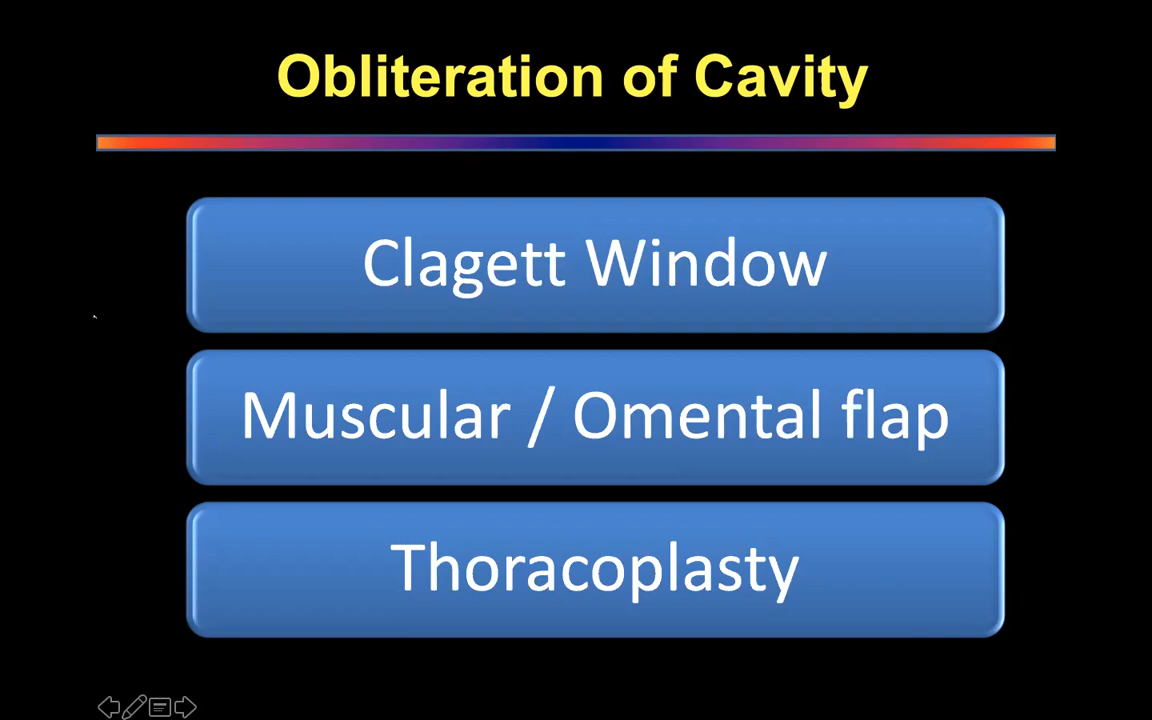 Obliteration of Cavity
Clagett Window
Muscular / Omental flap
Thoracoplasty